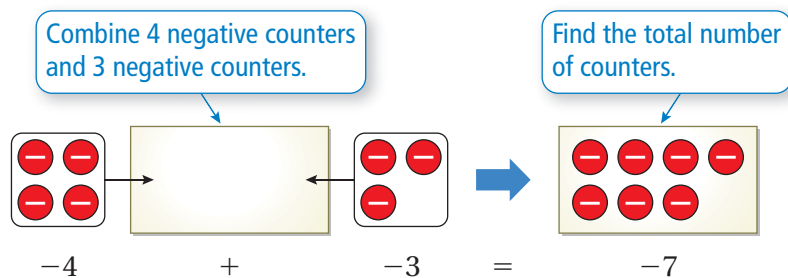 Combine 4 negative counters
and 3 negative counters.
Find the total number
of counters.
−4 + −3 = −7